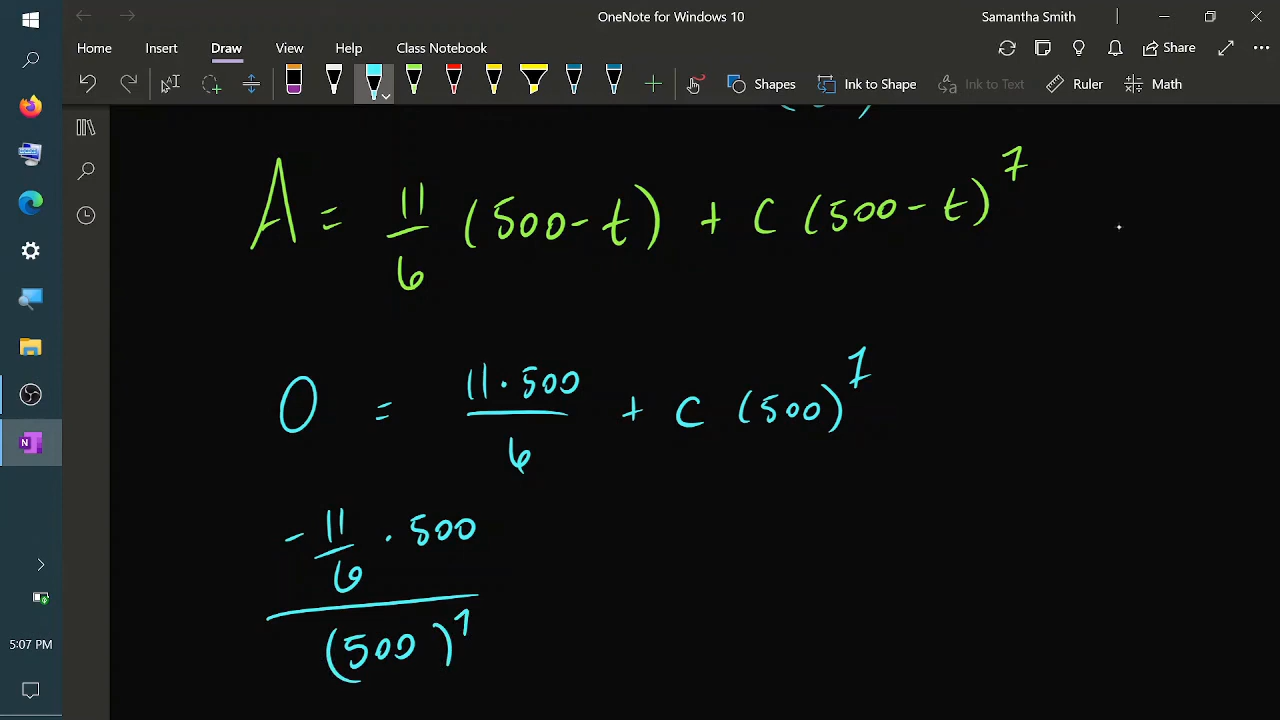 OneNote for Windows 10
Samantha Smith
Home Insert Draw View Help Class Notebook Share
Shapes Ink to Shape Ink to Text Ruler Math
A = 11/6 (500 - t) + C (500 - t)^7
0 = 11 · 500 / 6 + C (500)^7
- 11/6 · 500
(500)^7
N
5:07 PM